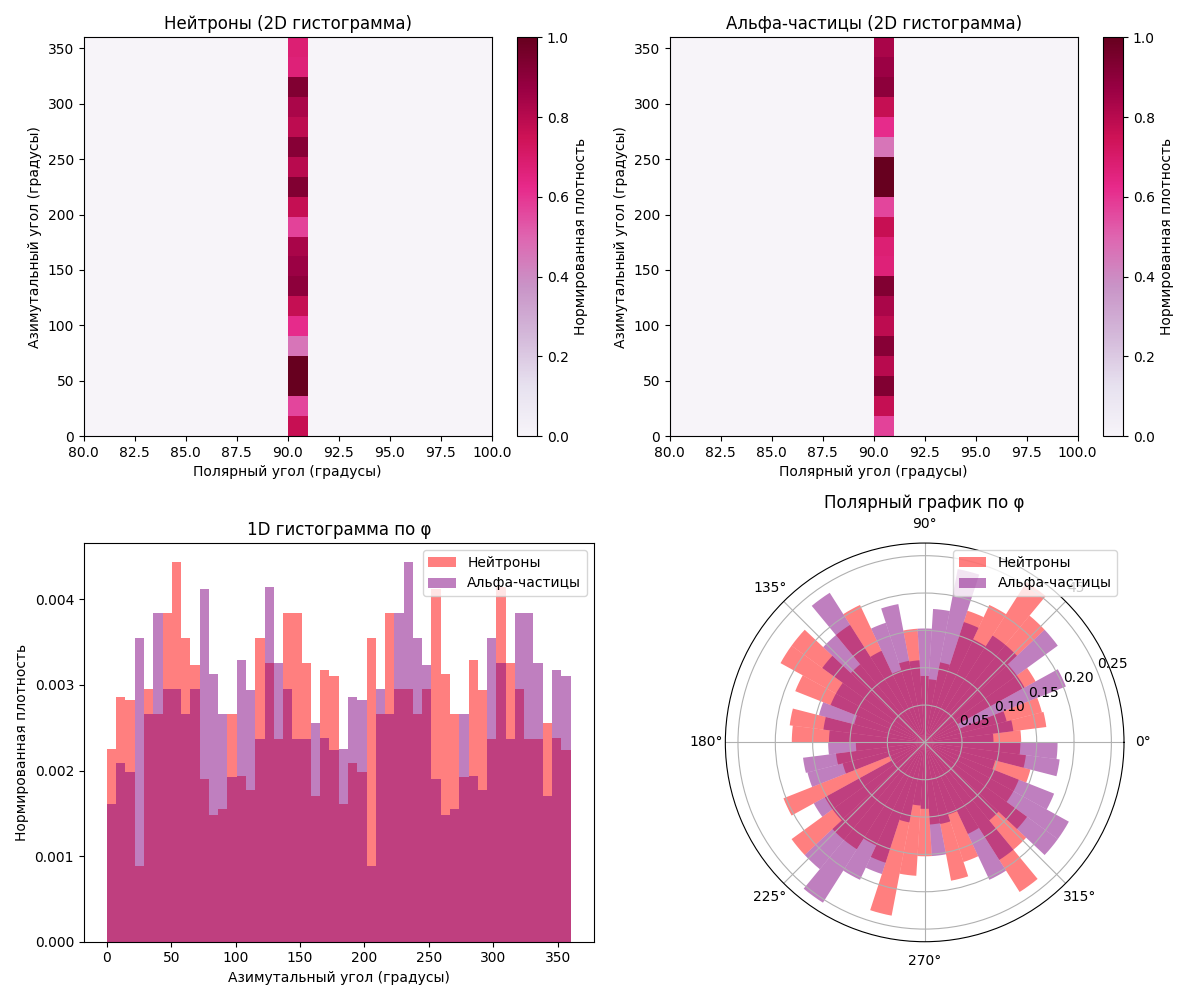 Нейтроны (2D гистограмма)
350
300
250
200
150
100
50
0
Азимутальный угол (градусы)
80.0 82.5 85.0 87.5 90.0 92.5 95.0 97.5 100.0
Полярный угол (градусы)
1.0
0.8
0.6
0.4
0.2
0.0
Нормированная плотность
Альфа-частицы (2D гистограмма)
350
300
250
200
150
100
50
0
Азимутальный угол (градусы)
80.0 82.5 85.0 87.5 90.0 92.5 95.0 97.5 100.0
Полярный угол (градусы)
1.0
0.8
0.6
0.4
0.2
0.0
Нормированная плотность
1D гистограмма по φ
Нейтроны
Альфа-частицы
0.004
0.003
0.002
0.001
0.000
Нормированная плотность
0 50 100 150 200 250 300 350
Азимутальный угол (градусы)
Полярный график по φ
90°
Нейтроны
Альфа-частицы
135°
45°
0.25
0.20
0.15
0.10
0.05
180°
0°
225°
315°
270°